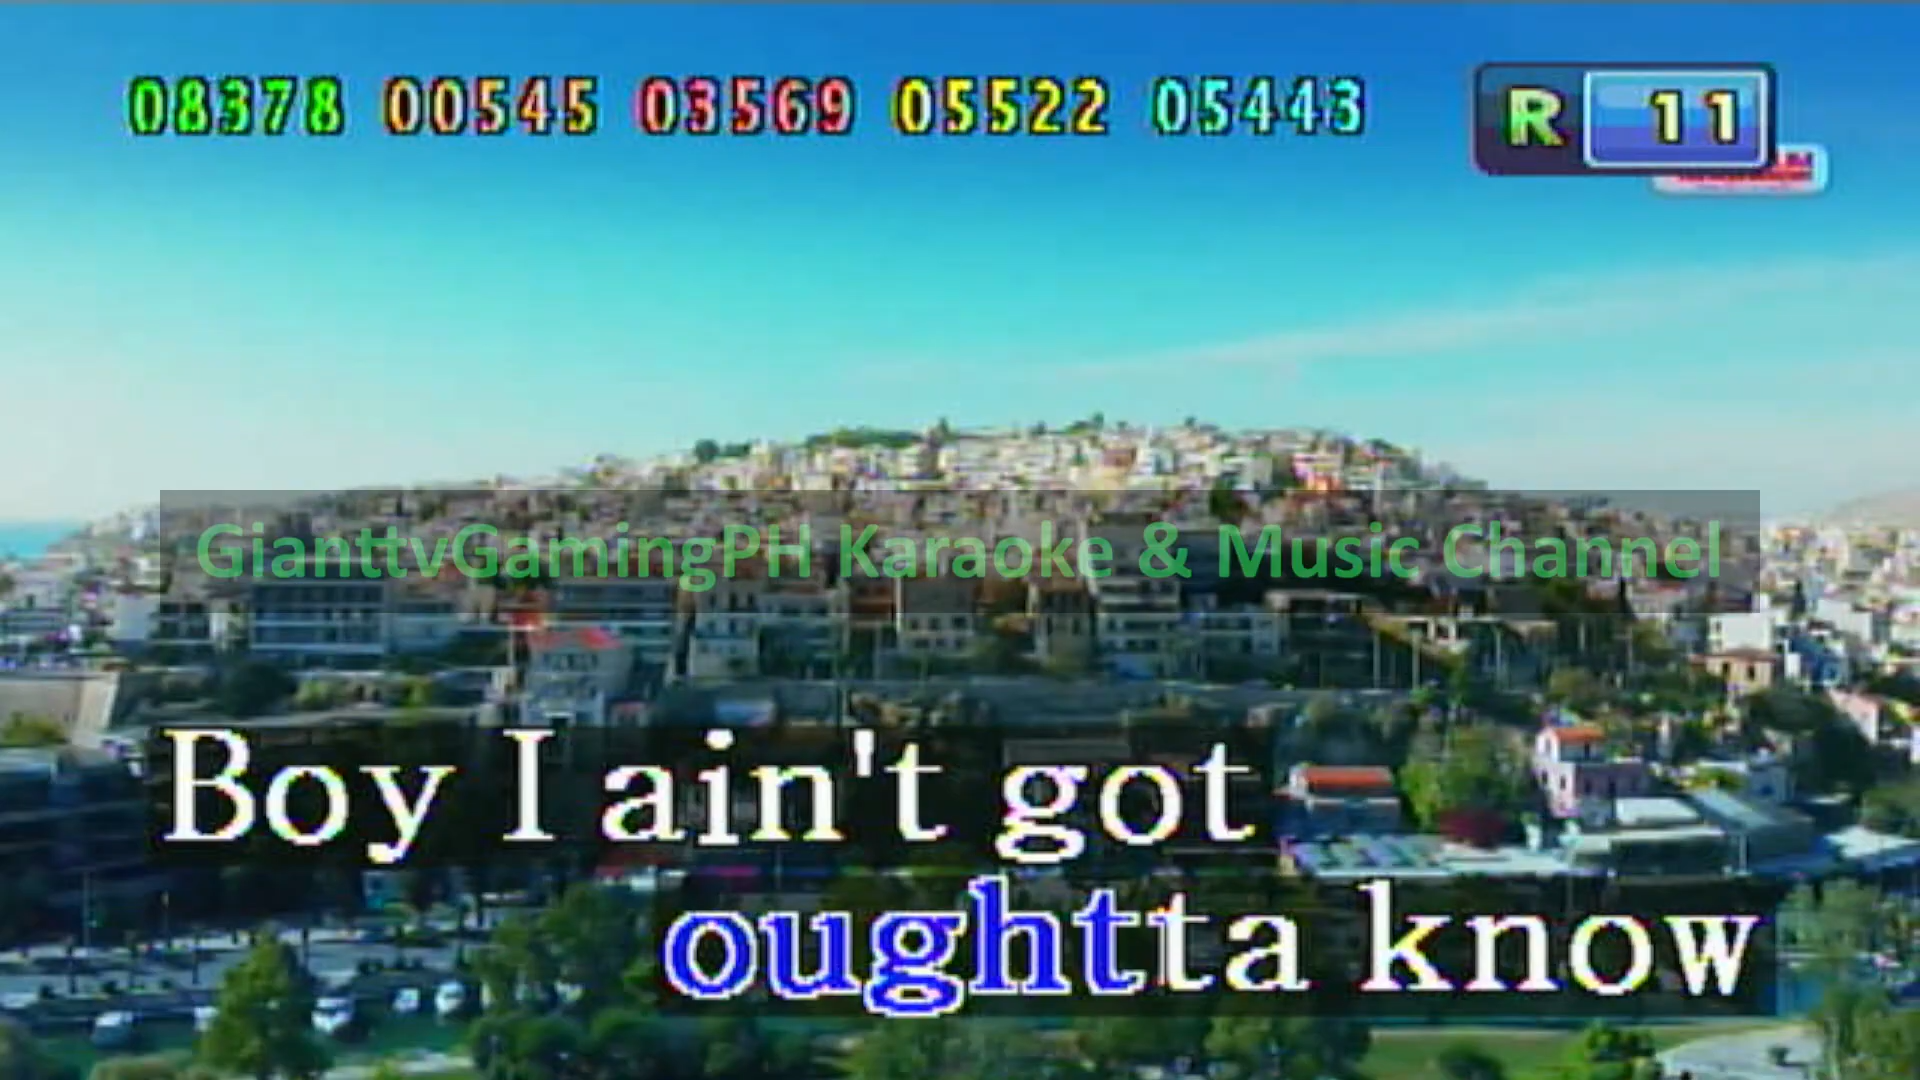 08378 00545 03569 05522 05443 R 11
GianttvGamingPH Karaoke & Music Channel
Boy I ain't got
oughtta know